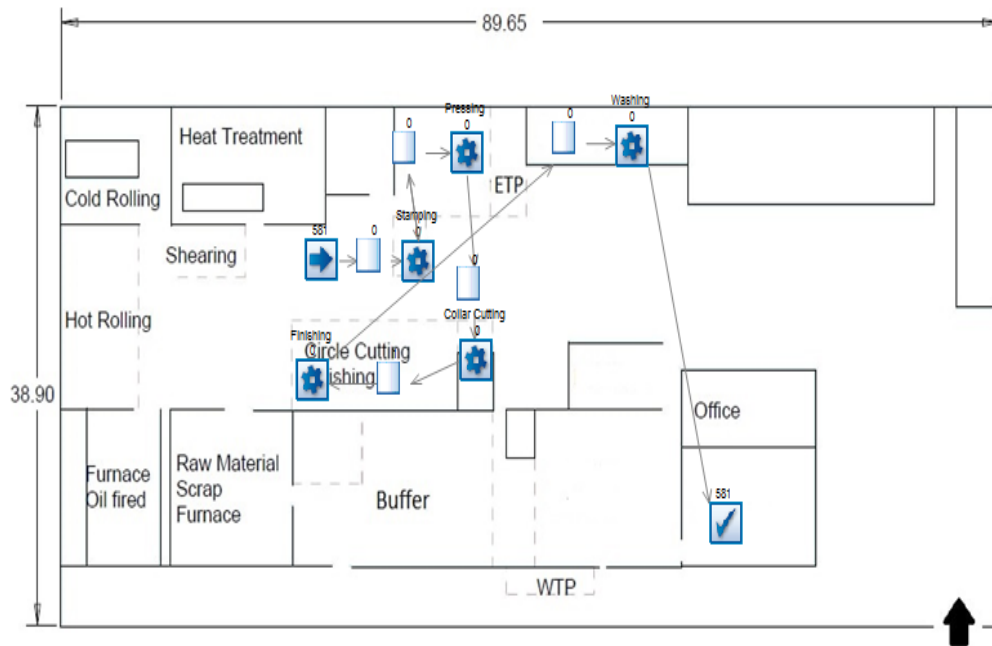 89.65
Washing
Pressing
0
0
0
0
Heat Treatment
Cold Rolling
ETP
Stamping
581
0
0
Shearing
0
Hot Rolling
Collar Cutting
0
Finishing
Circle Cutting
38.90
Office
Furnace
Oil fired
Raw Material
Scrap
Furnace
Buffer
581
WTP